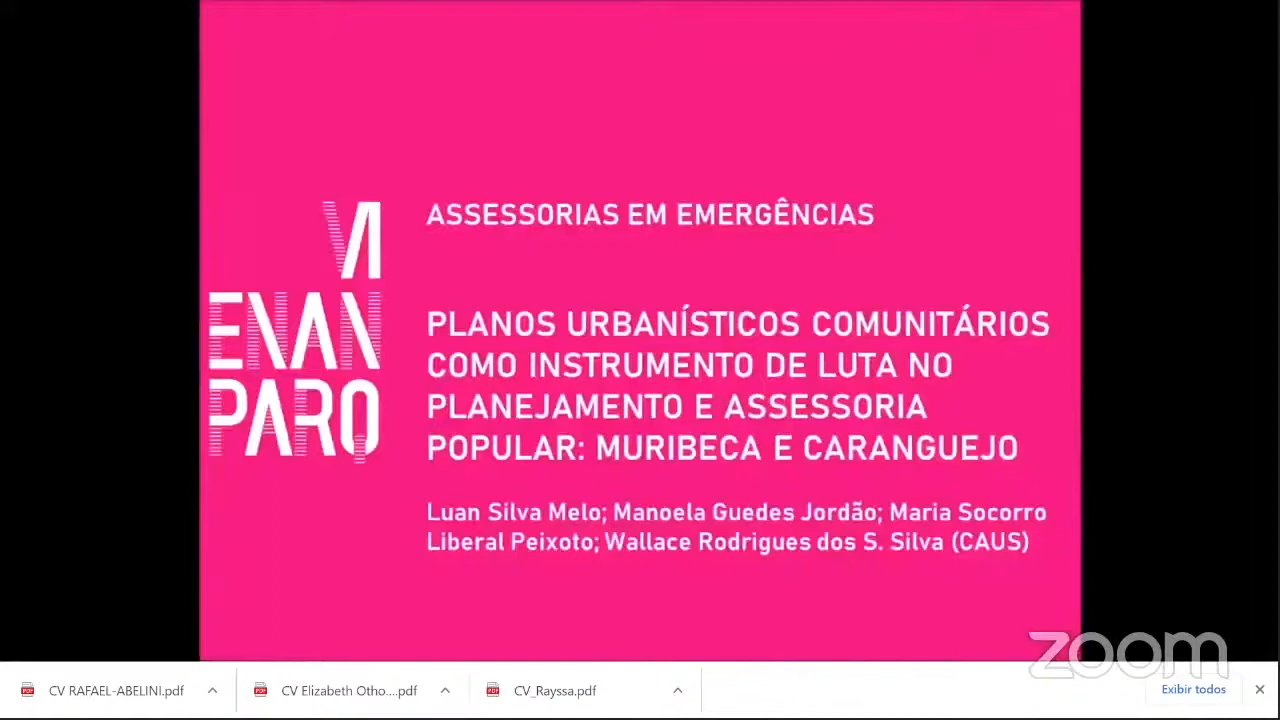 VI
ENAN
PARQ
ASSESSORIAS EM EMERGÊNCIAS
PLANOS URBANÍSTICOS COMUNITÁRIOS
COMO INSTRUMENTO DE LUTA NO
PLANEJAMENTO E ASSESSORIA
POPULAR: MURIBECA E CARANGUEJO
Luan Silva Melo; Manoela Guedes Jordão; Maria Socorro
Liberal Peixoto; Wallace Rodrigues dos S. Silva (CAUS)
zoom
CV RAFAEL-ABELINI.pdf
CV Elizabeth Otho....pdf
CV_Rayssa.pdf
Exibir todos